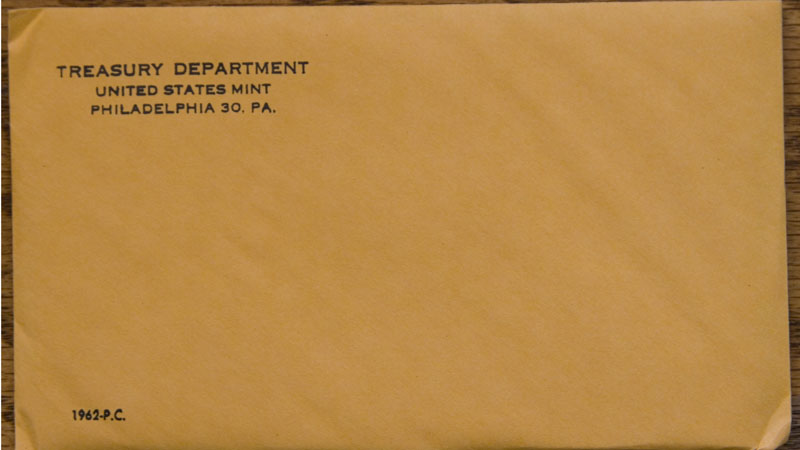 TREASURY DEPARTMENT
UNITED STATES MINT
PHILADELPHIA 30, PA.
1962-P.C.